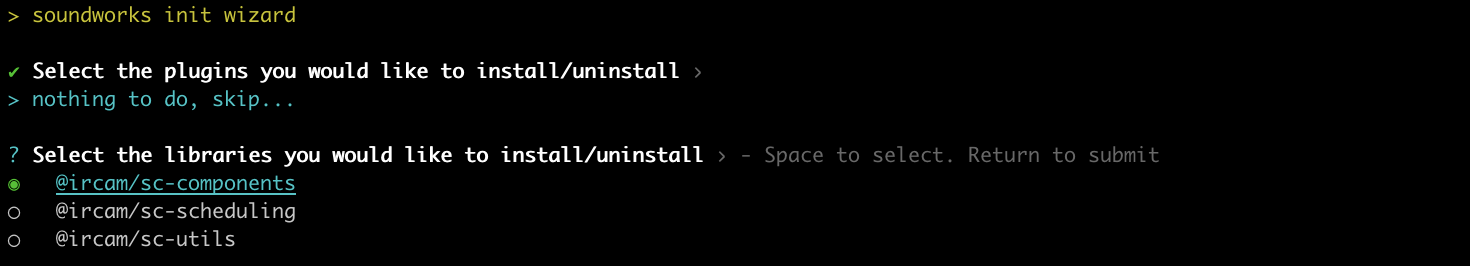 > soundworks init wizard
✔ Select the plugins you would like to install/uninstall ›
> nothing to do, skip...
? Select the libraries you would like to install/uninstall › - Space to select. Return to submit
◉ @ircam/sc-components
○ @ircam/sc-scheduling
○ @ircam/sc-utils